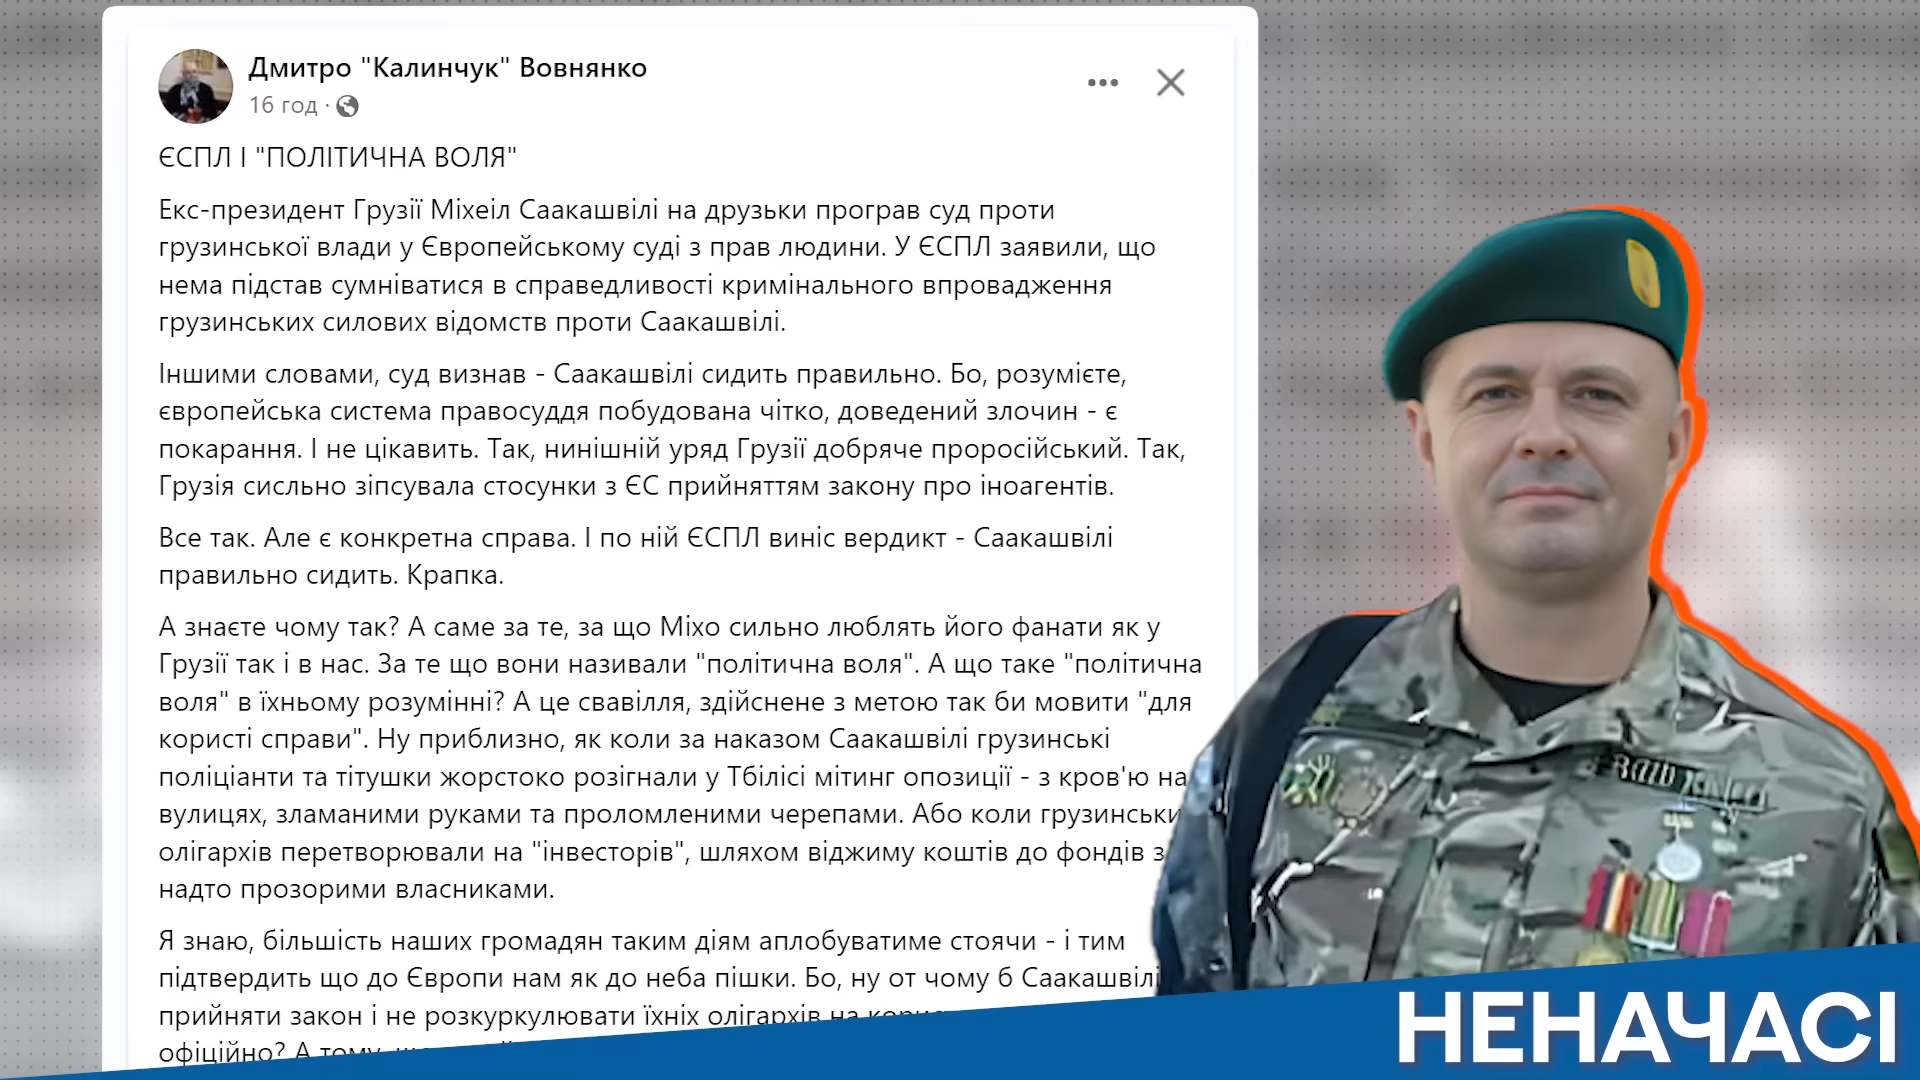 Дмитро "Калинчук" Вовнянко
16 год ·
ЄСПЛ І "ПОЛІТИЧНА ВОЛЯ"
Екс-президент Грузії Міхеіл Саакашвілі на друзьки програв суд проти
грузинської влади у Європейському суді з прав людини. У ЄСПЛ заявили, що
нема підстав сумніватися в справедливості кримінального впровадження
грузинських силових відомств проти Саакашвілі.
Іншими словами, суд визнав - Саакашвілі сидить правильно. Бо, розумієте,
європейська система правосуддя побудована чітко, доведений злочин - є
покарання. І не цікавить. Так, нинішній уряд Грузії добряче проросійський. Так,
Грузія сисльно зіпсувала стосунки з ЄС прийняттям закону про іноагентів.
Все так. Але є конкретна справа. І по ній ЄСПЛ виніс вердикт - Саакашвілі
правильно сидить. Крапка.
А знаєте чому так? А саме за те, за що Міхо сильно люблять його фанати як у
Грузії так і в нас. За те що вони називали "політична воля". А що таке "політична
воля" в їхньому розумінні? А це свавілля, здійснене з метою так би мовити "для
користі справи". Ну приблизно, як коли за наказом Саакашвілі грузинські
поліціанти та тітушки жорстоко розігнали у Тбілісі мітинг опозиції - з кров'ю на
вулицях, зламаними руками та проломленими черепами. Або коли грузинськи
олігархів перетворювали на "інвесторів", шляхом віджиму коштів до фондів з
надто прозорими власниками.
Я знаю, більшість наших громадян таким діям аплобуватиме стоячи - і тим
підтвердить що до Європи нам як до неба пішки. Бо, ну от чому б Саакашвілі
прийняти закон і не розкуркулювати їхніх олігархів на
офіційно? А тому,
НЕНАЧАСІ